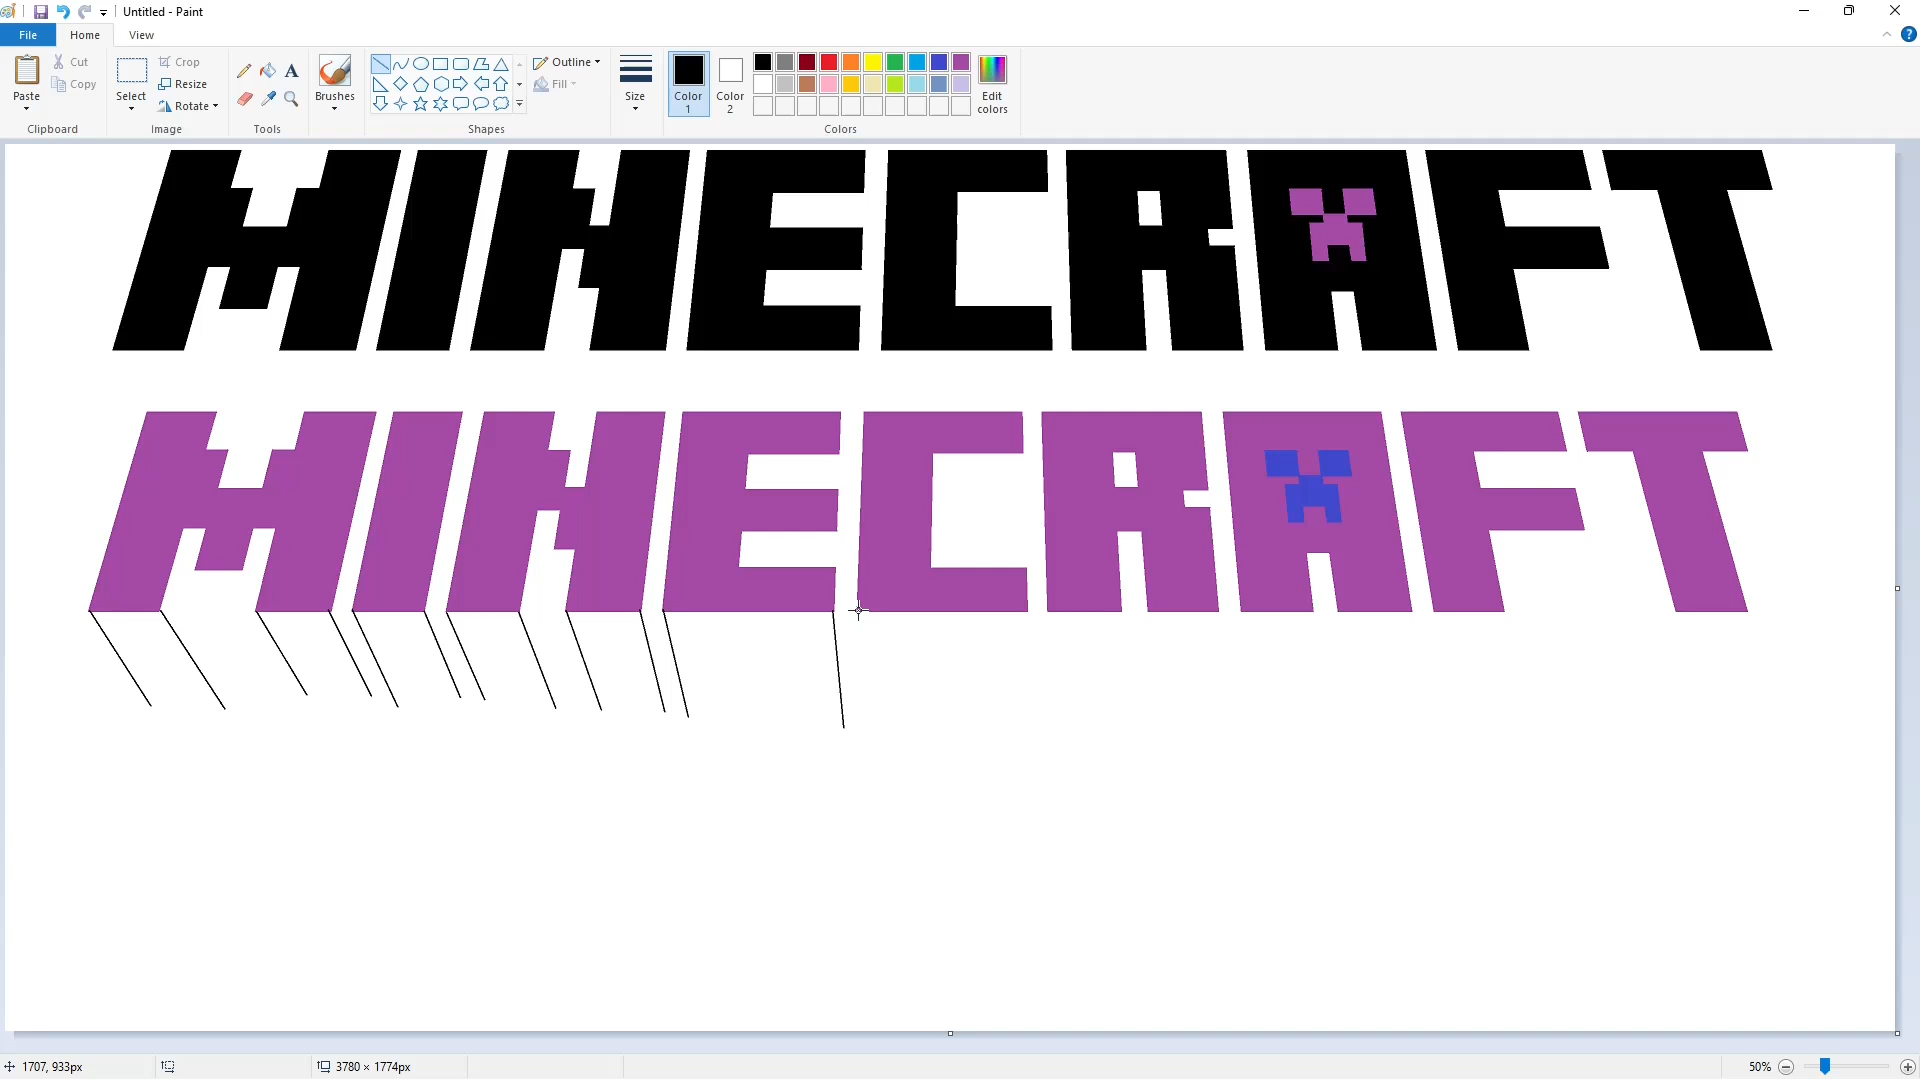 Untitled - Paint
File Home View
Paste
Cut
Copy
Clipboard
Select
Crop
Resize
Rotate
Image
A
Tools
Brushes
Outline
Fill
Shapes
Size
Color 1
Color 2
Edit colors
Colors
MINECRAFT
MINECRAFT
1707, 933px 3780 × 1774px 50%